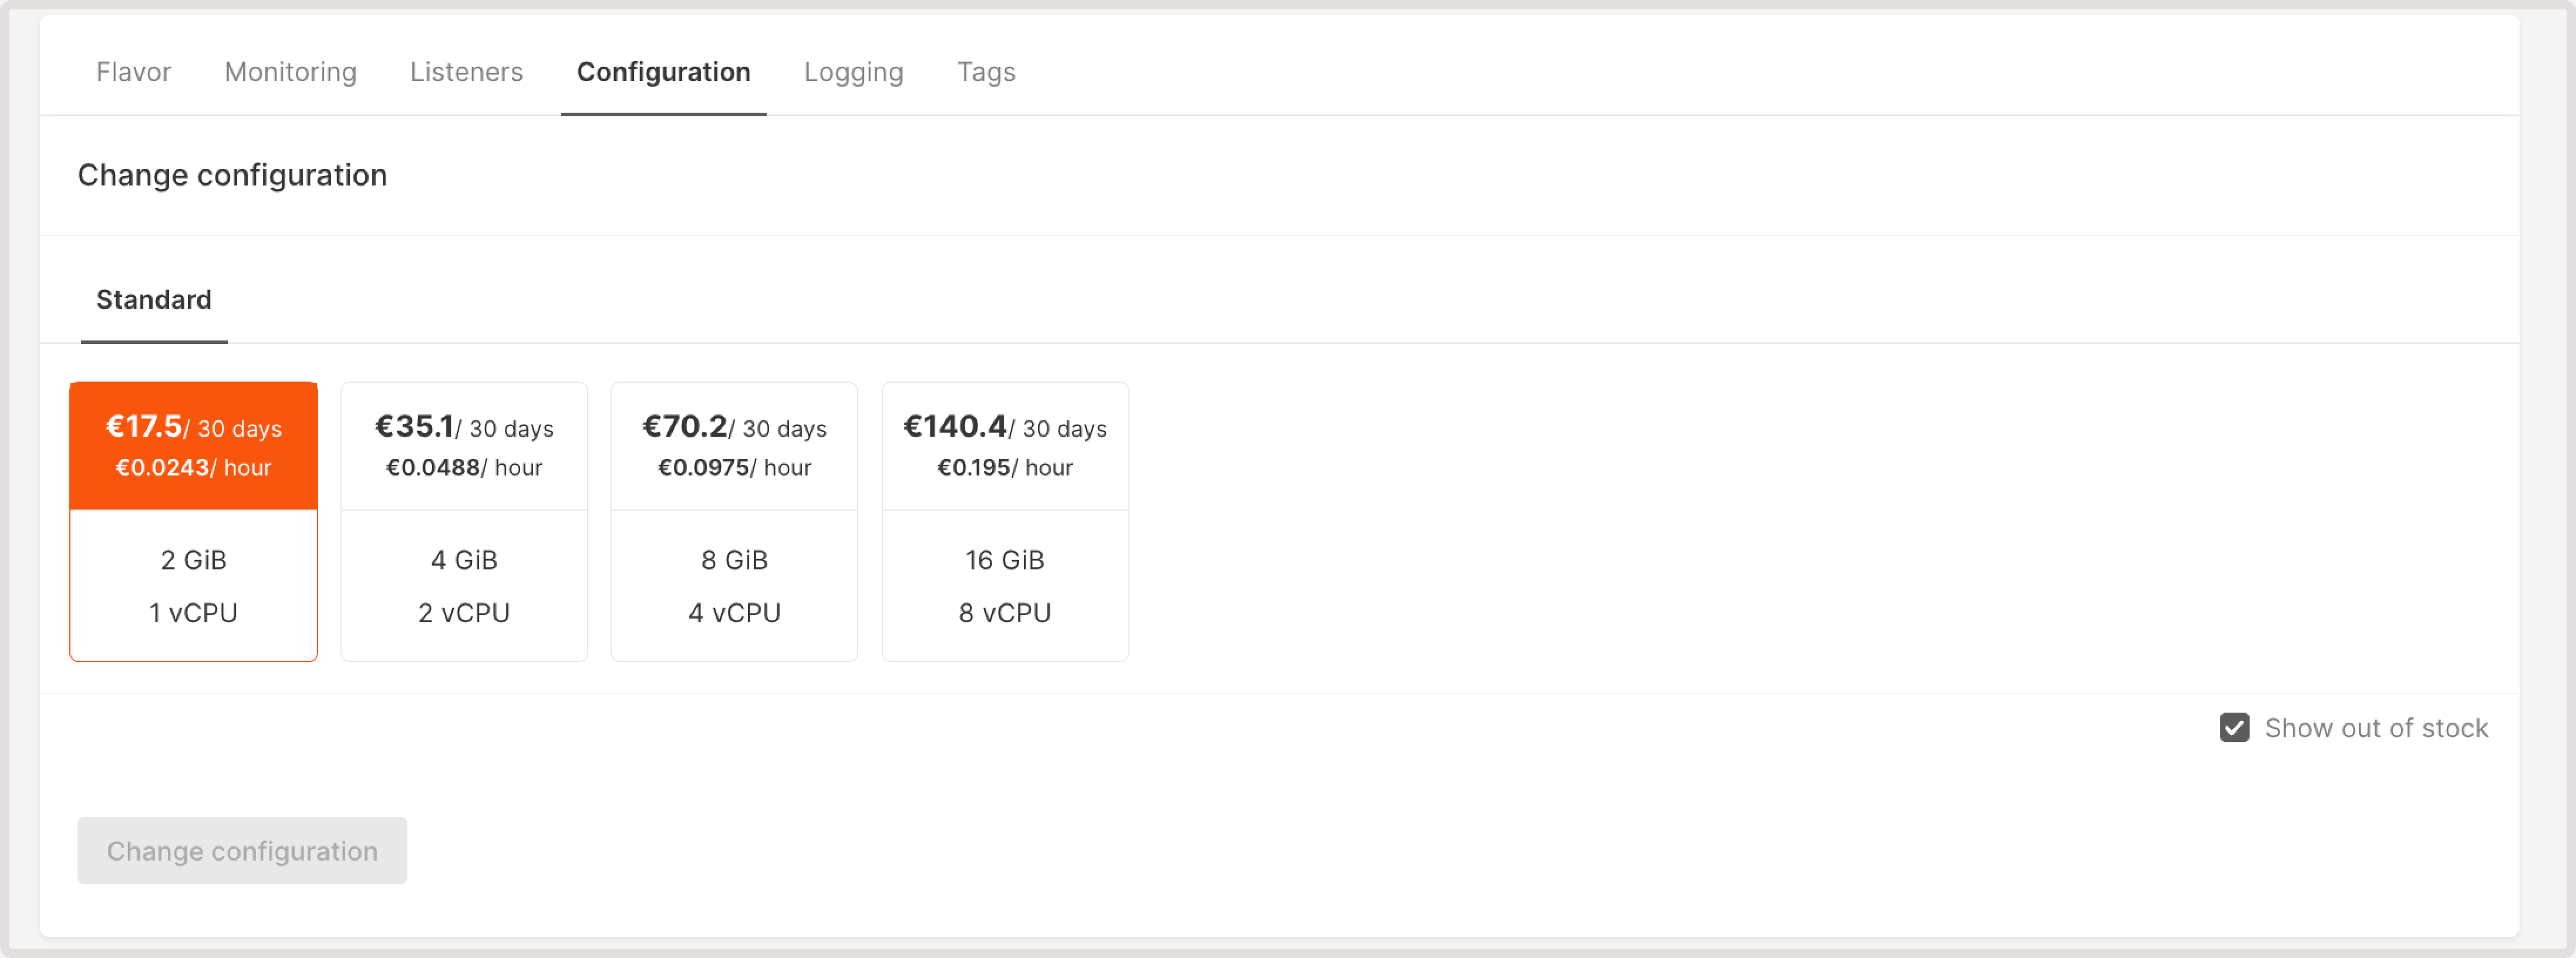 Flavor Monitoring Listeners Configuration Logging Tags
Change configuration
Standard
€17.5/ 30 days
€0.0243/ hour
2 GiB
1 vCPU
€35.1/ 30 days
€0.0488/ hour
4 GiB
2 vCPU
€70.2/ 30 days
€0.0975/ hour
8 GiB
4 vCPU
€140.4/ 30 days
€0.195/ hour
16 GiB
8 vCPU
Show out of stock
Change configuration